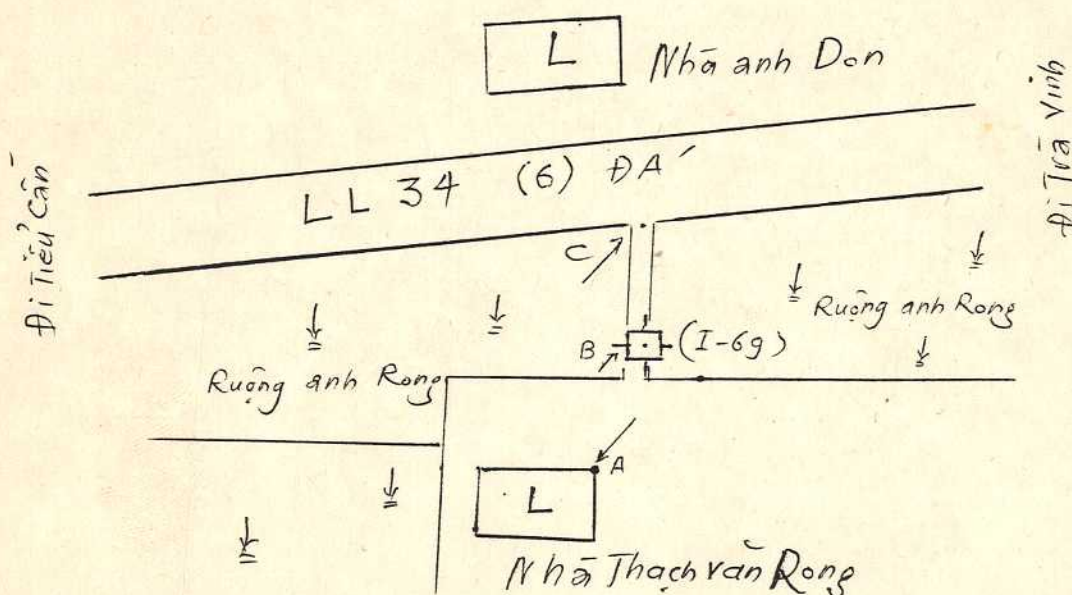 L
Nhà anh Don
Đi Trà Vinh
Đi Tiểu Cần
LL 34 (6) ĐÁ
C
Ruộng anh Rong
B
(I-69)
Ruộng anh Rong
A
L
Nhà Thạch Văn Rong